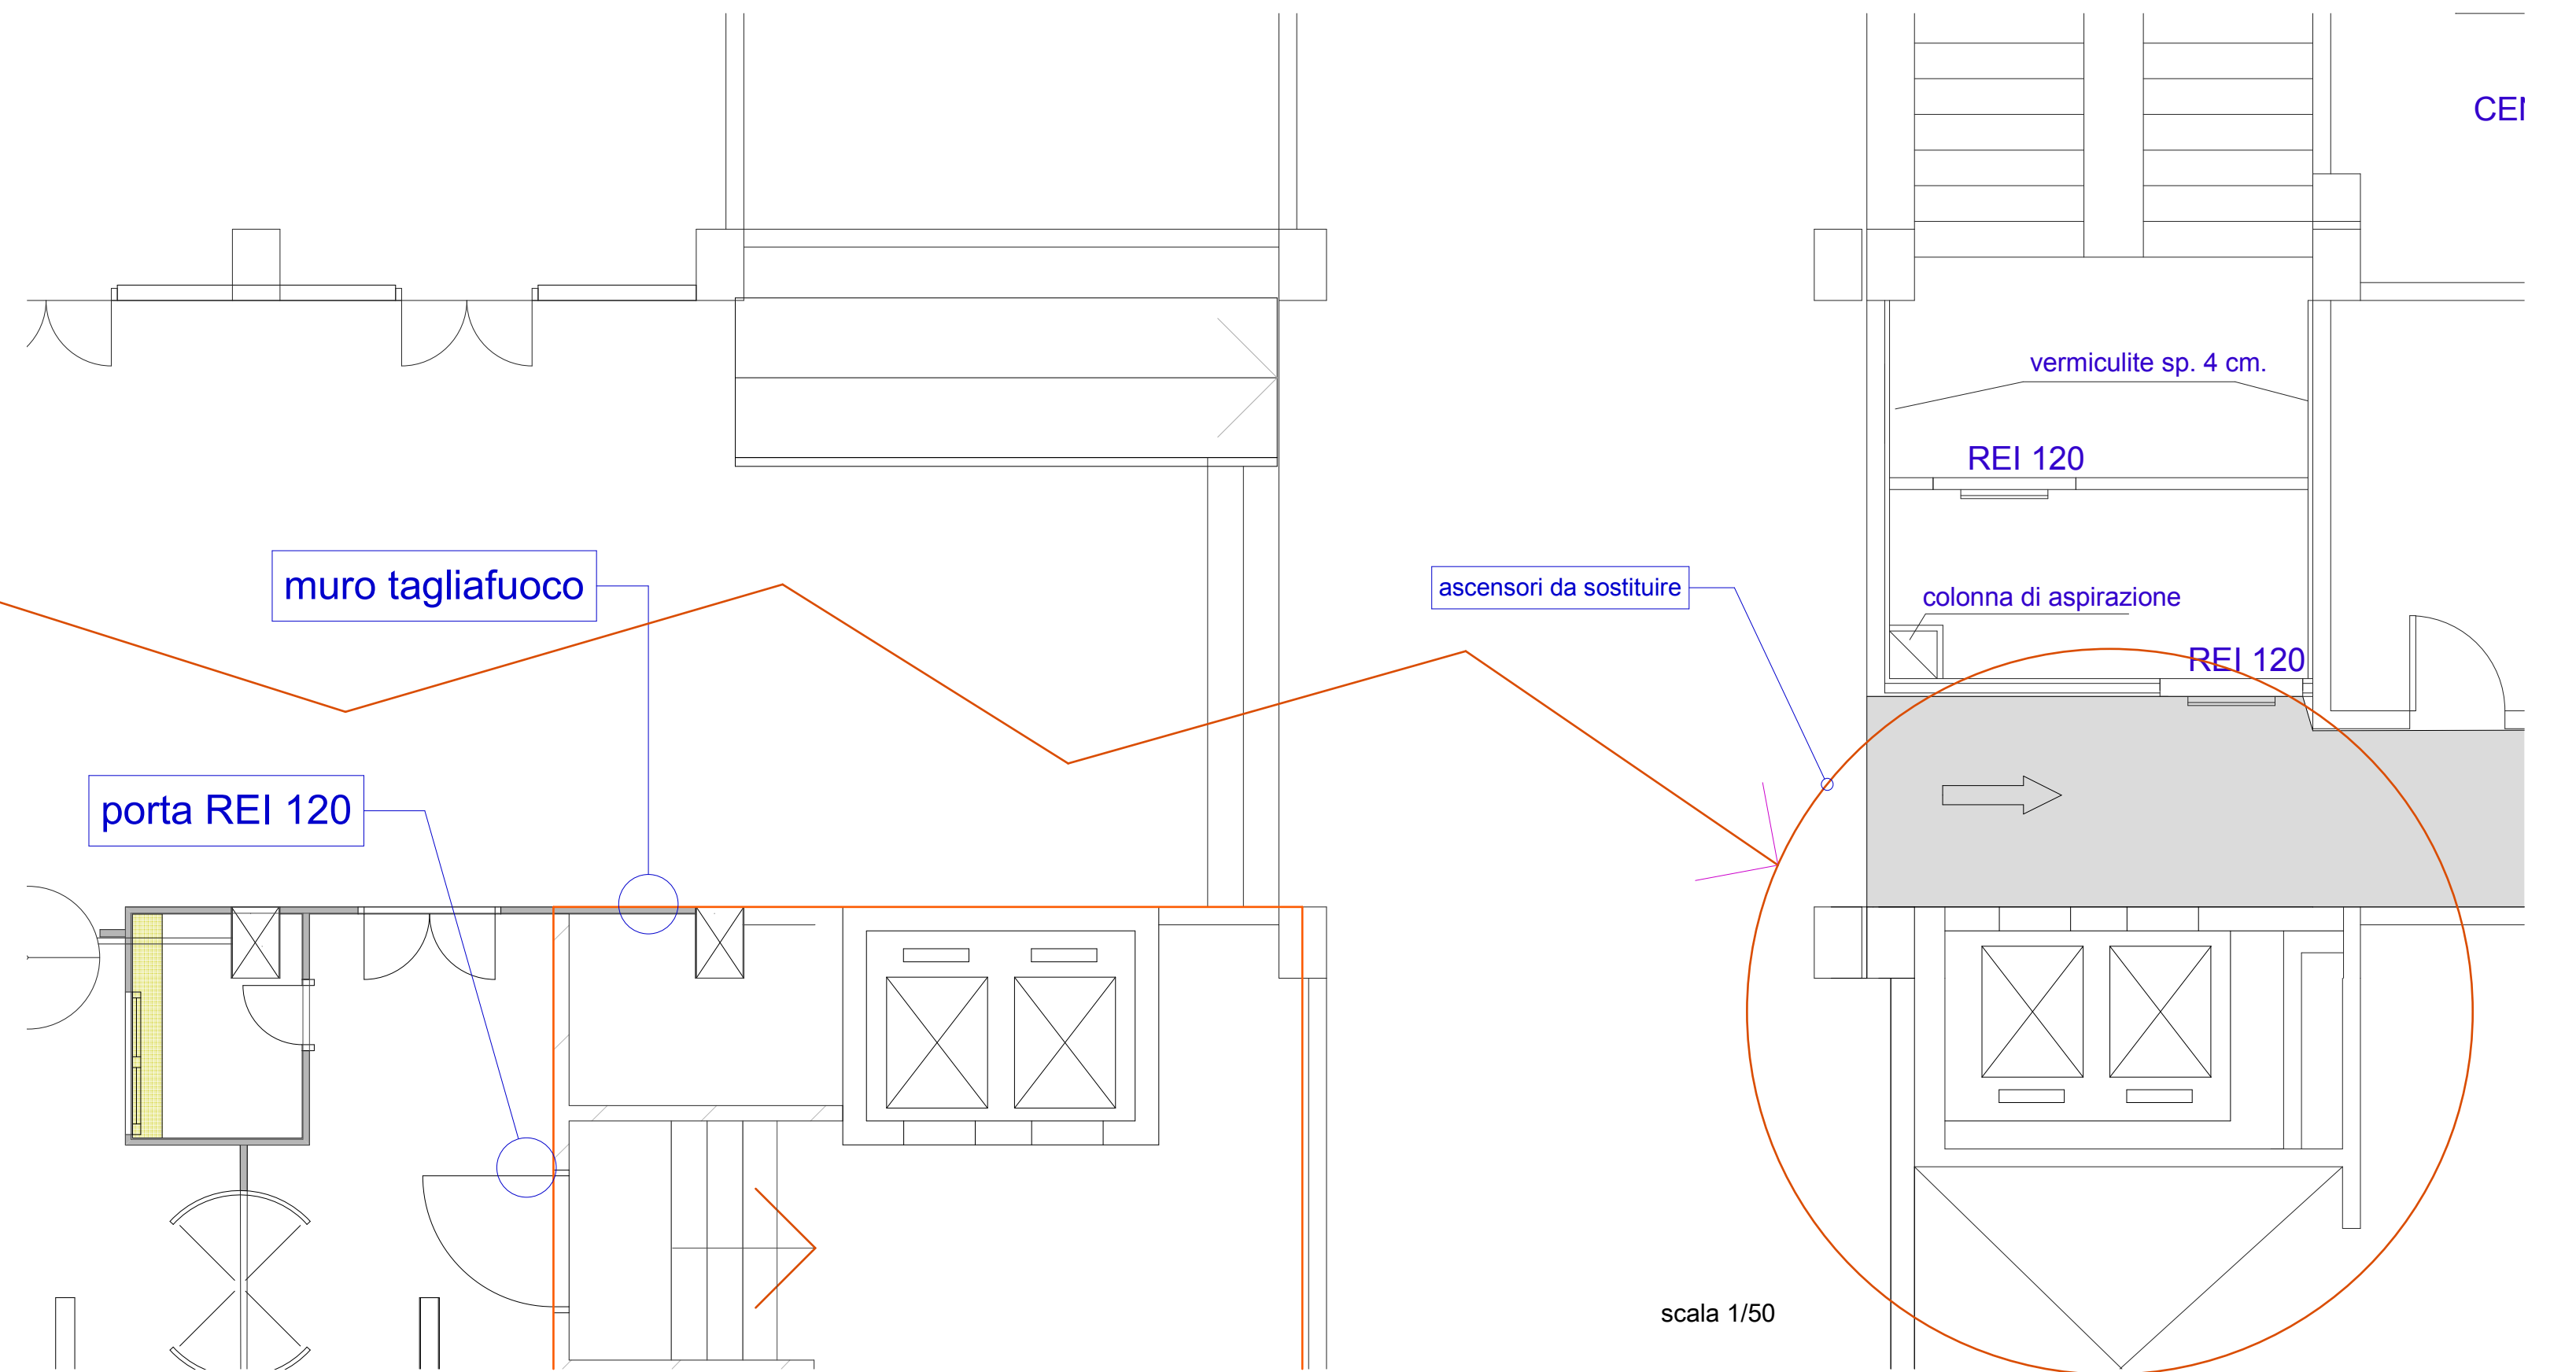 CEN
vermiculite sp. 4 cm.
REI 120
muro tagliafuoco
ascensori da sostituire
colonna di aspirazione
REI 120
porta REI 120
scala 1/50